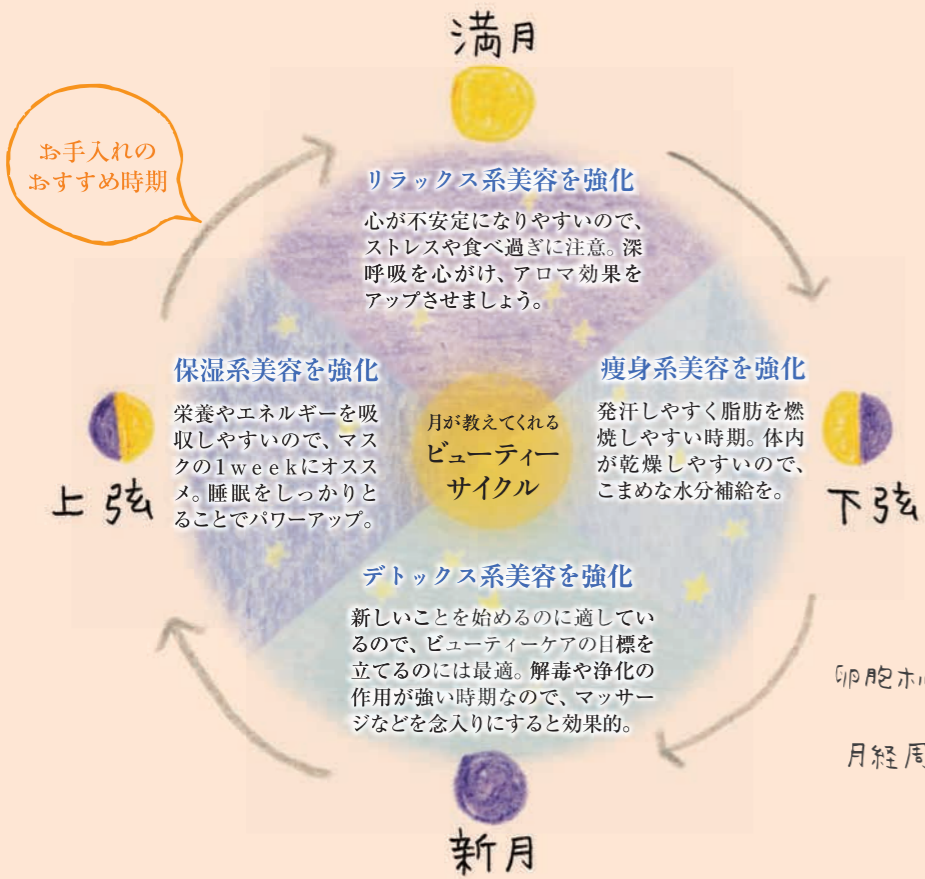 満月
お手入れの
おすすめ時期
リラックス系美容を強化
心が不安定になりやすいので、
ストレスや食べ過ぎに注意。深
呼吸を心がけ、アロマ効果を
アップさせましょう。
保湿系美容を強化
栄養やエネルギーを吸
収しやすいので、マス
クの1weekにオスス
メ。睡眠をしっかりと
ることでパワーアップ。
上弦
月が教えてくれる
ビューティー
サイクル
痩身系美容を強化
発汗しやすく脂肪を燃
焼しやすい時期。体内
が乾燥しやすいので、
こまめな水分補給を。
下弦
デトックス系美容を強化
新しいことを始めるのに適してい
るので、ビューティーケアの目標を
立てるのには最適。解毒や浄化の
作用が強い時期なので、マッサー
ジなどを念入りにすると効果的。
卵胞ホル
月経周
新月